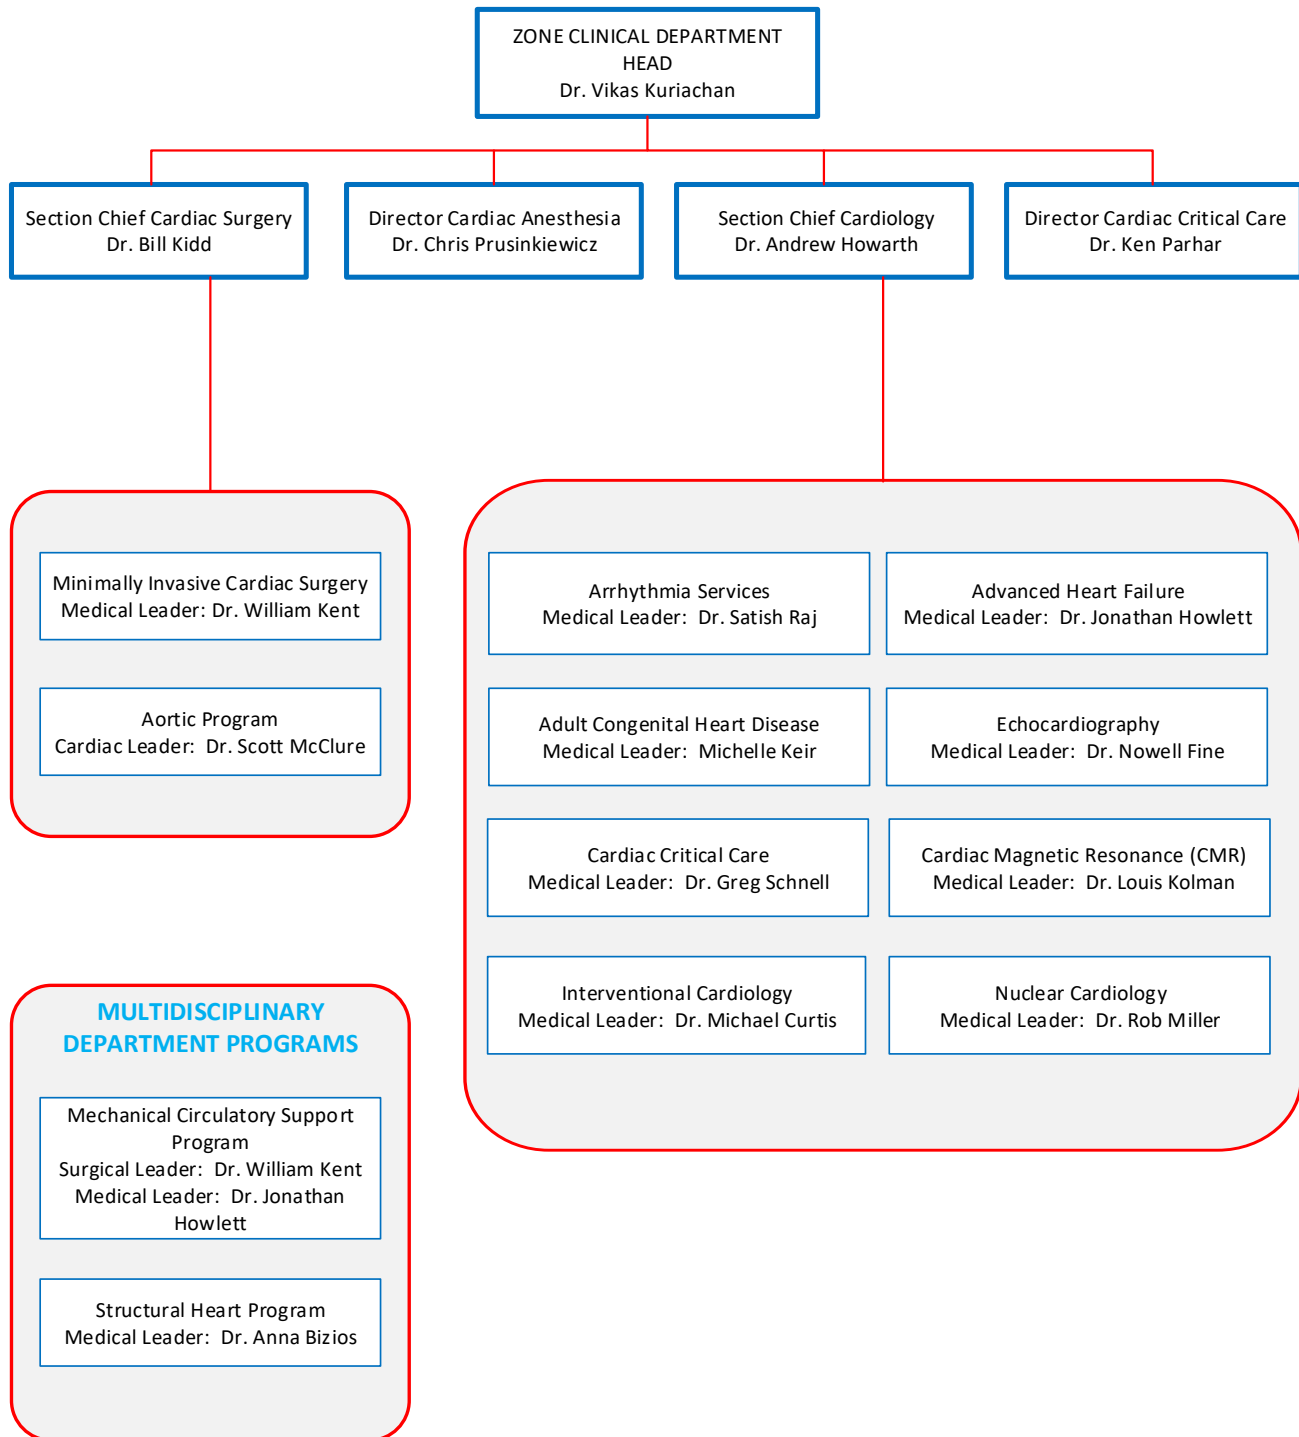 ZONE CLINICAL DEPARTMENT
HEAD
Dr. Vikas Kuriachan
Section Chief Cardiac Surgery
Dr. Bill Kidd
Director Cardiac Anesthesia
Dr. Chris Prusinkiewicz
Section Chief Cardiology
Dr. Andrew Howarth
Director Cardiac Critical Care
Dr. Ken Parhar
Minimally Invasive Cardiac Surgery
Medical Leader: Dr. William Kent
Aortic Program
Cardiac Leader: Dr. Scott McClure
Arrhythmia Services
Medical Leader: Dr. Satish Raj
Advanced Heart Failure
Medical Leader: Dr. Jonathan Howlett
Adult Congenital Heart Disease
Medical Leader: Michelle Keir
Echocardiography
Medical Leader: Dr. Nowell Fine
Cardiac Critical Care
Medical Leader: Dr. Greg Schnell
Cardiac Magnetic Resonance (CMR)
Medical Leader: Dr. Louis Kolman
Interventional Cardiology
Medical Leader: Dr. Michael Curtis
Nuclear Cardiology
Medical Leader: Dr. Rob Miller
MULTIDISCIPLINARY
DEPARTMENT PROGRAMS
Mechanical Circulatory Support
Program
Surgical Leader: Dr. William Kent
Medical Leader: Dr. Jonathan
Howlett
Structural Heart Program
Medical Leader: Dr. Anna Bizios